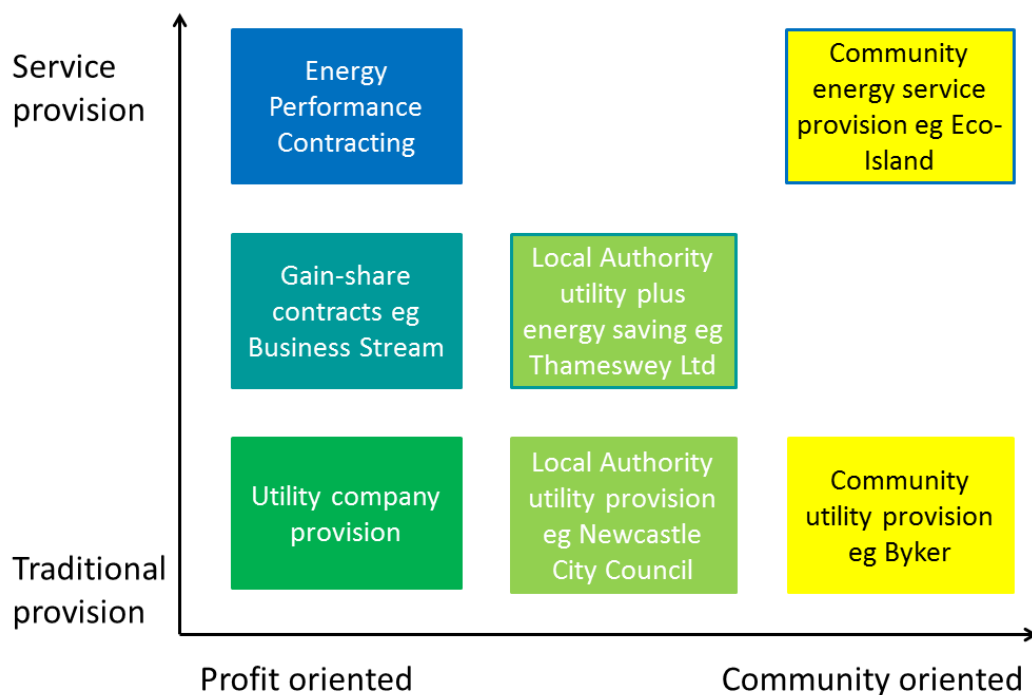 Service
provision
Energy
Performance
Contracting
Community
energy service
provision eg Eco-
Island
Gain-share
contracts eg
Business Stream
Local Authority
utility plus
energy saving eg
Thameswey Ltd
Utility company
provision
Local Authority
utility provision
eg Newcastle
City Council
Community
utility provision
eg Byker
Traditional
provision
Profit oriented
Community oriented